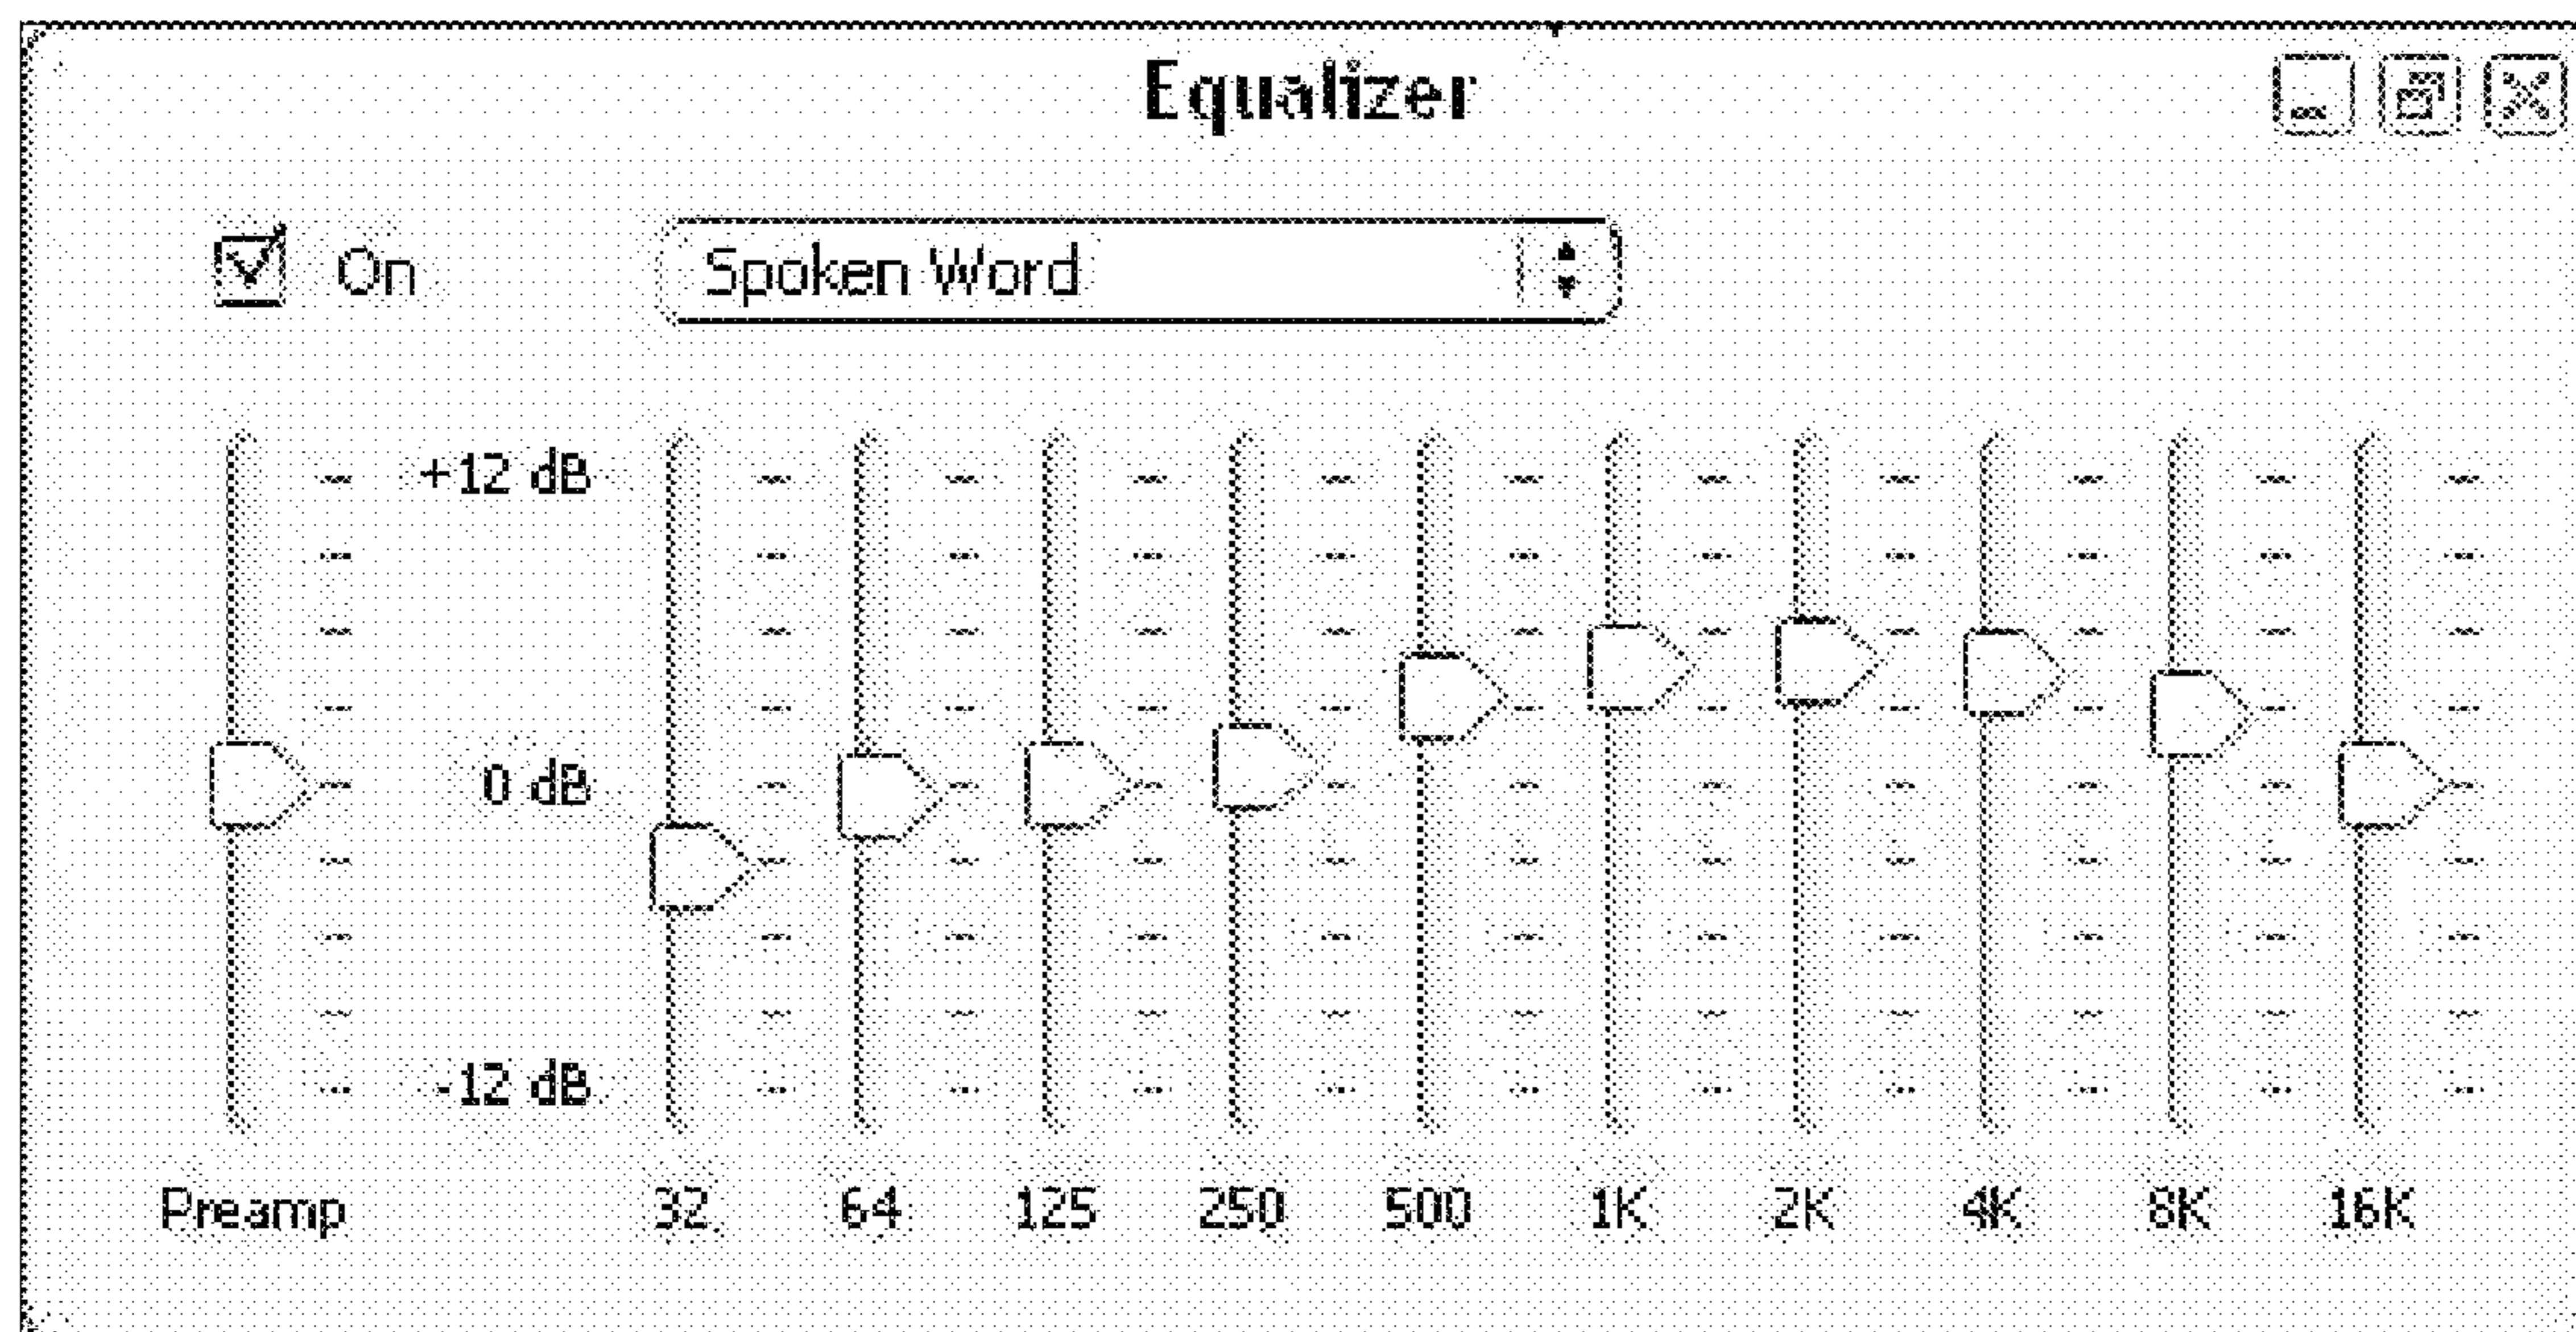 Equalizer
On Spoken Word
+12 dB
0 dB
-12 dB
Preamp 32 64 125 250 500 1K 2K 4K 8K 16K